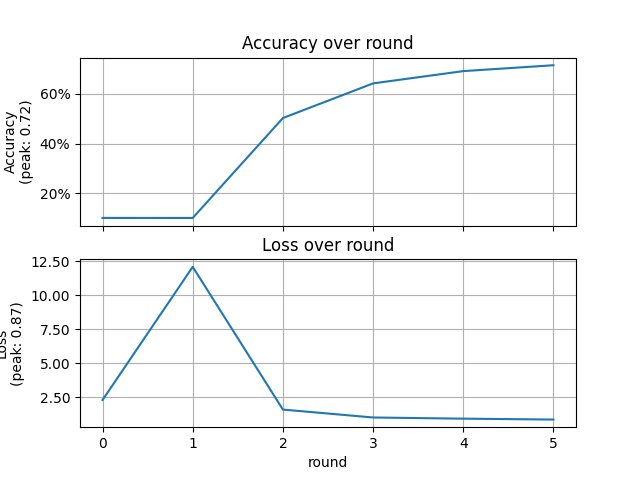 Accuracy over round
Accuracy
(peak: 0.72)
60%
40%
20%
Loss over round
Loss
(peak: 0.87)
12.50
10.00
7.50
5.00
2.50
0 1 2 3 4 5
round